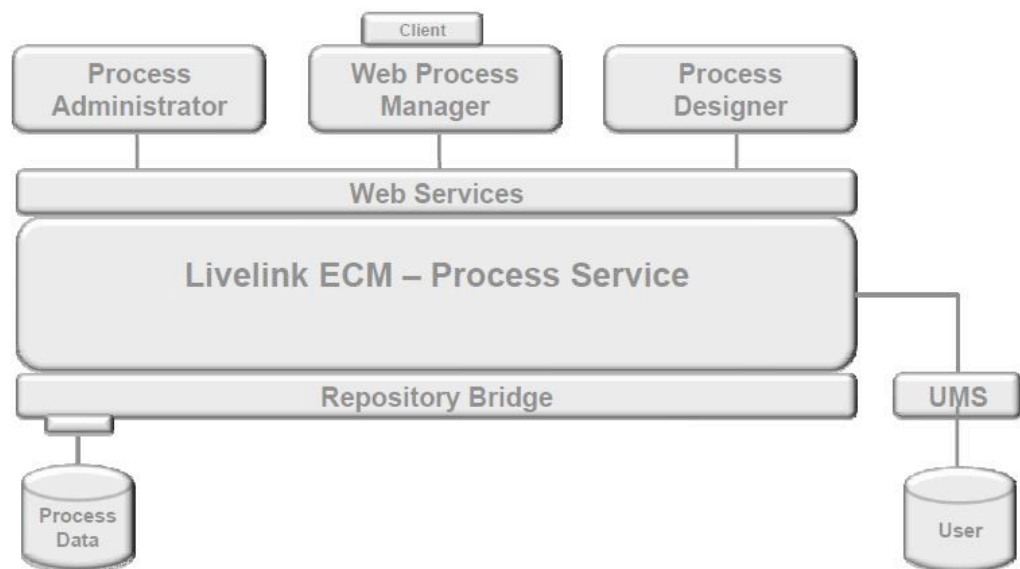 Client
Process
Administrator
Web Process
Manager
Process
Designer
Web Services
Livelink ECM – Process Service
Repository Bridge
UMS
Process
Data
User